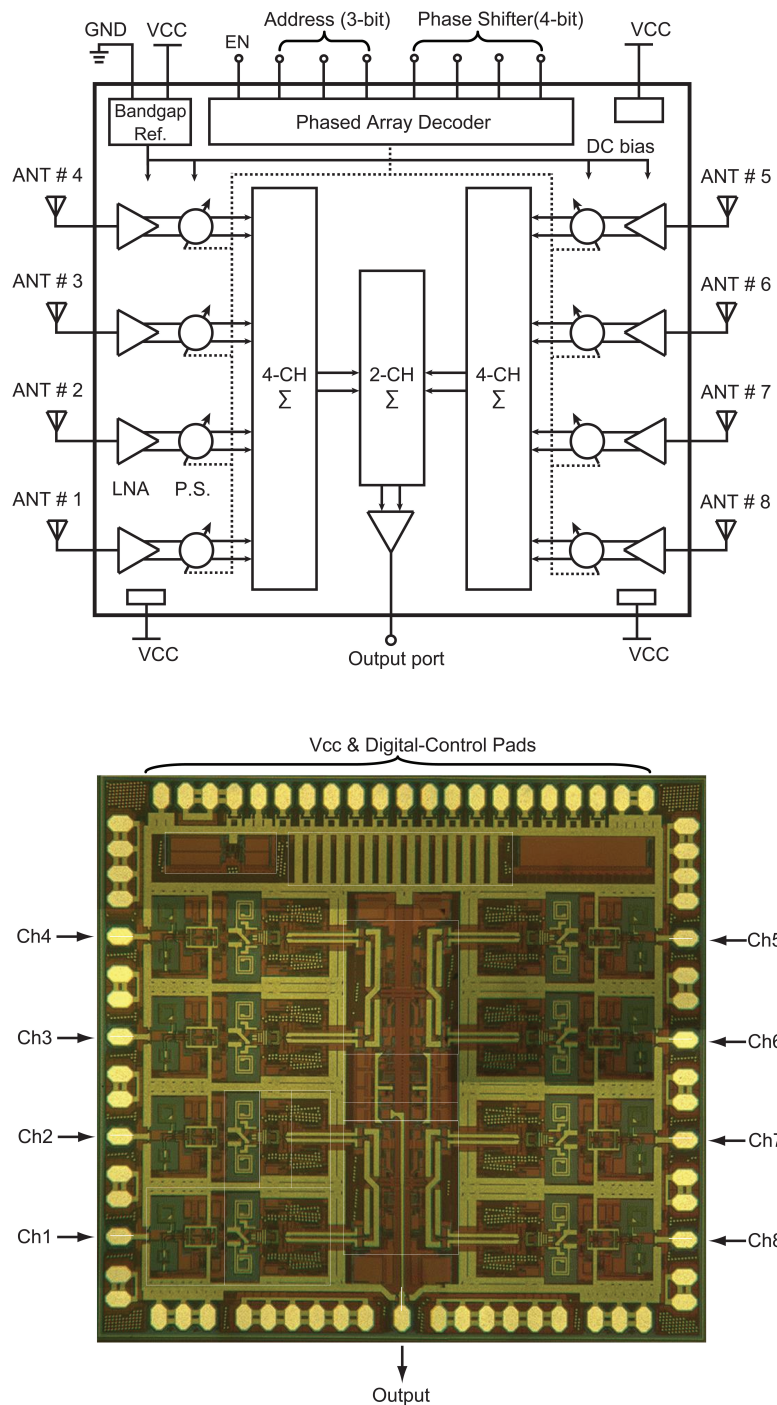 Address (3-bit)
Phase Shifter(4-bit)
GND
VCC
EN
VCC
Bandgap
Ref.
Phased Array Decoder
DC bias
ANT # 4
ANT # 5
ANT # 3
ANT # 6
4-CH
Σ
2-CH
Σ
4-CH
Σ
ANT # 2
ANT # 7
LNA
P.S.
ANT # 1
ANT # 8
VCC
Output port
VCC
Vcc & Digital-Control Pads
Ch4
Ch5
Ch3
Ch6
Ch2
Ch7
Ch1
Ch8
Output